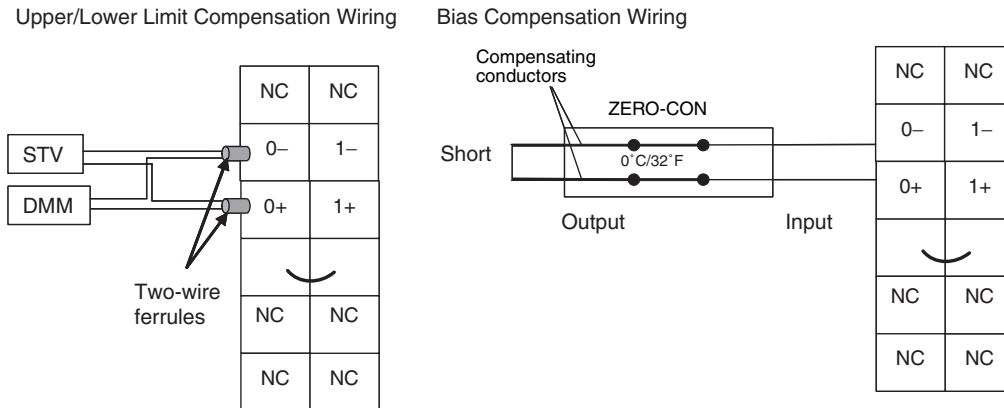 Upper/Lower Limit Compensation Wiring
NC NC
0– 1–
0+ 1+
NC NC
NC NC
STV
DMM
Two-wire
ferrules
Bias Compensation Wiring
Compensating
conductors
ZERO-CON
Short
0˚C/32˚F
Output
Input
NC NC
0– 1–
0+ 1+
NC NC
NC NC